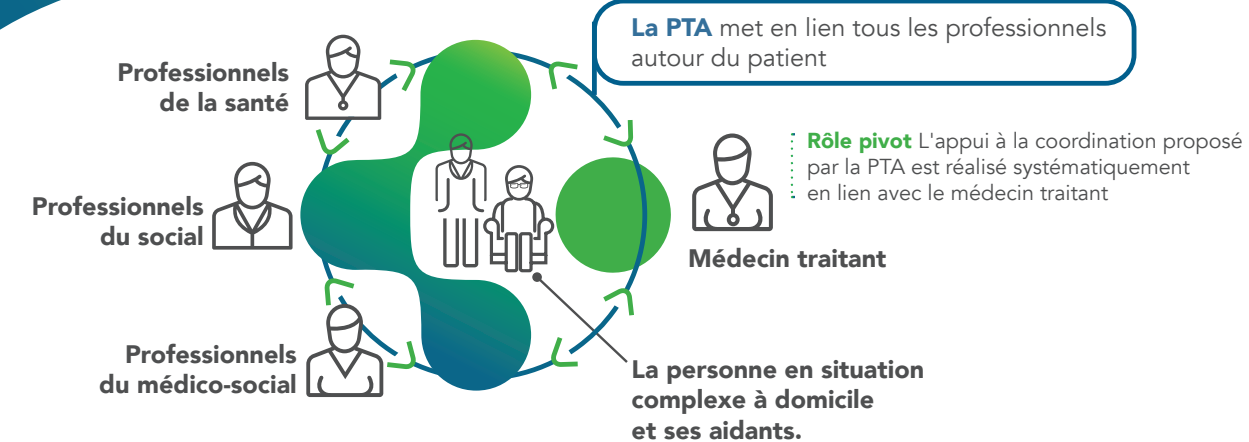 La PTA met en lien tous les professionnels
autour du patient
Professionnels
de la santé
Rôle pivot L'appui à la coordination proposé
par la PTA est réalisé systématiquement
en lien avec le médecin traitant
Professionnels
du social
Médecin traitant
Professionnels
du médico-social
La personne en situation
complexe à domicile
et ses aidants.